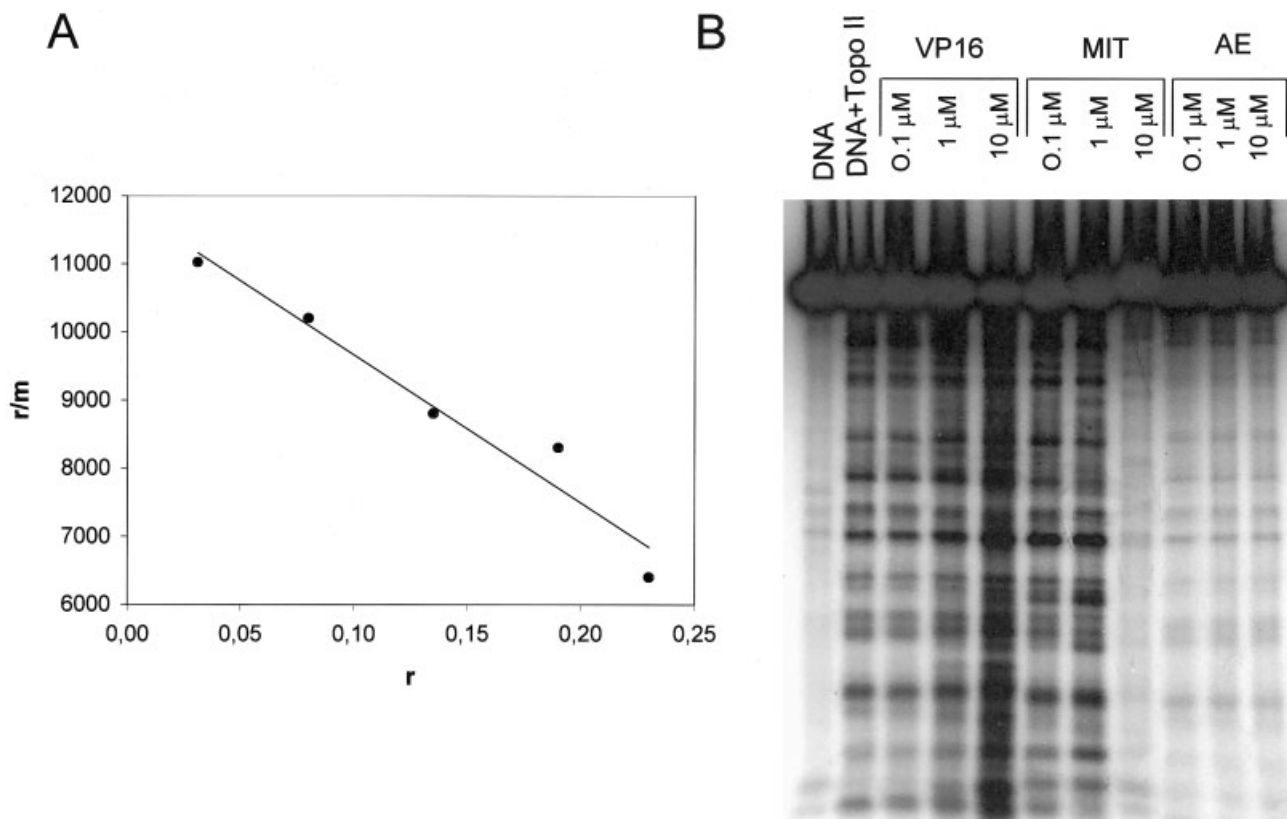 A
12000
11000
10000
9000
8000
7000
6000
r/m
0,00 0,05 0,10 0,15 0,20 0,25
r
B
DNA
DNA+Topo II
VP16 MIT AE
O.1 µM
1 µM
10 µM
O.1 µM
1 µM
10 µM
O.1 µM
1 µM
10 µM